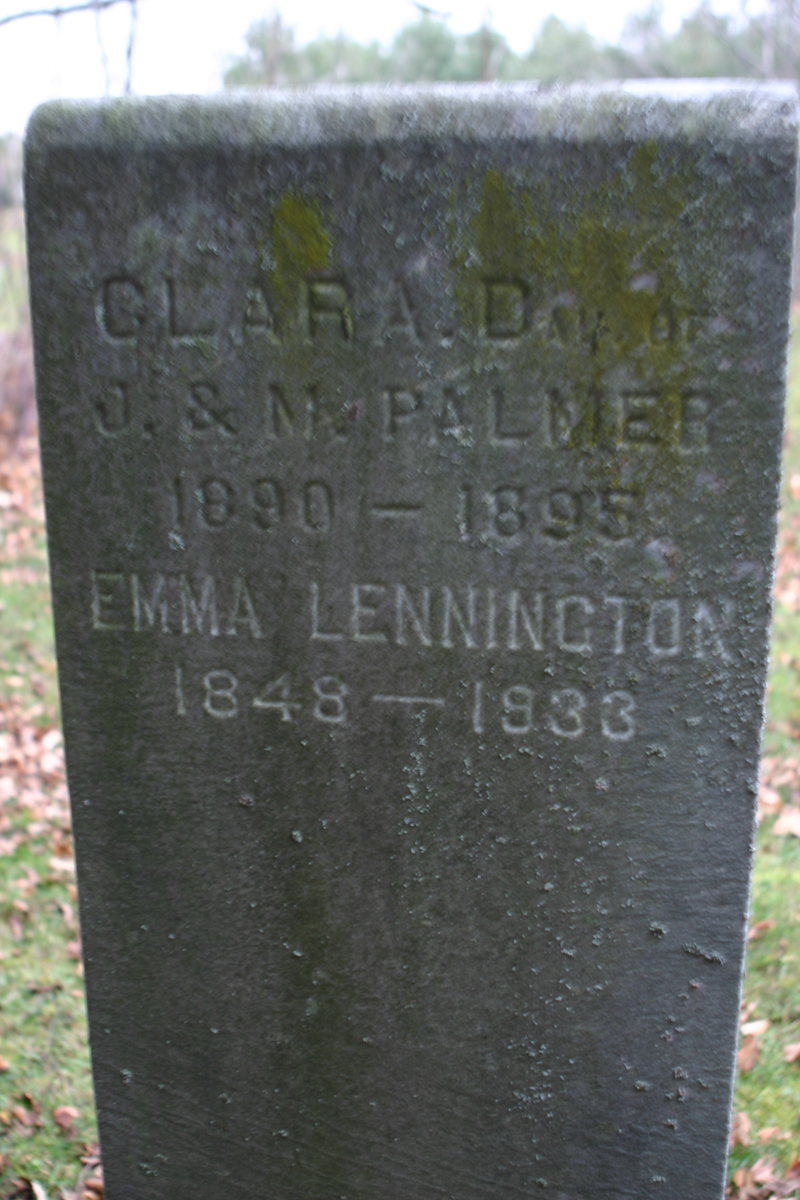 CLARA. DAU. OF
J. & M. PALMER
1890 — 1895
EMMA LENNINGTON
1848 — 1933